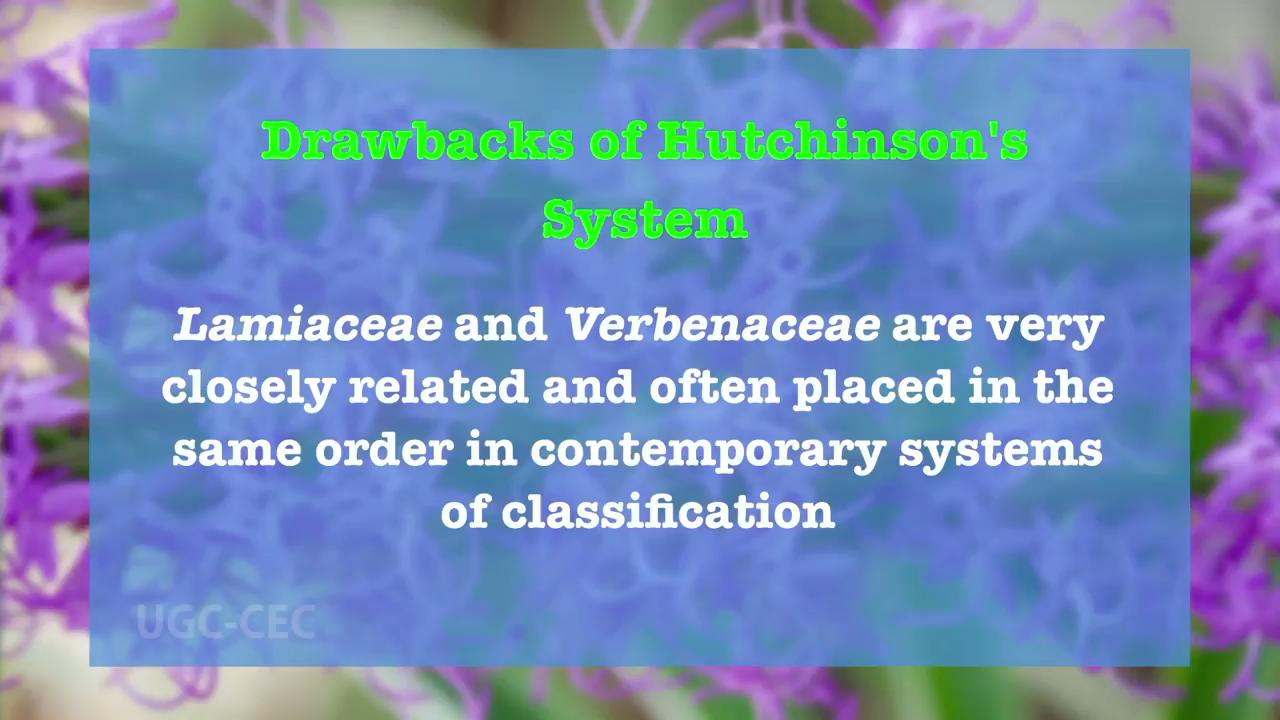 Drawbacks of Hutchinson's
System
Lamiaceae and Verbenaceae are very
closely related and often placed in the
same order in contemporary systems
of classification
UGC-CEC